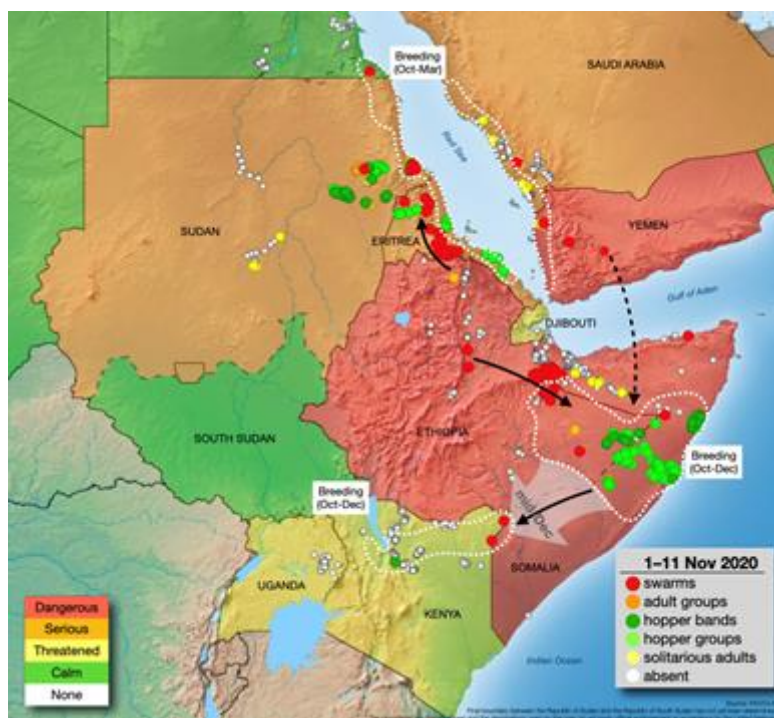 Breeding
(Oct-Mar)
SAUDI ARABIA
Red Sea
SUDAN
YEMEN
ERITREA
Gulf of Aden
DJIBOUTI
SOUTH SUDAN
ETHIOPIA
Breeding
(Oct-Dec)
Breeding
(Oct-Dec)
mid-Dec
SOMALIA
UGANDA
KENYA
Indian Ocean
Dangerous
Serious
Threatened
Calm
None
1–11 Nov 2020
swarms
adult groups
hopper bands
hopper groups
solitarious adults
absent